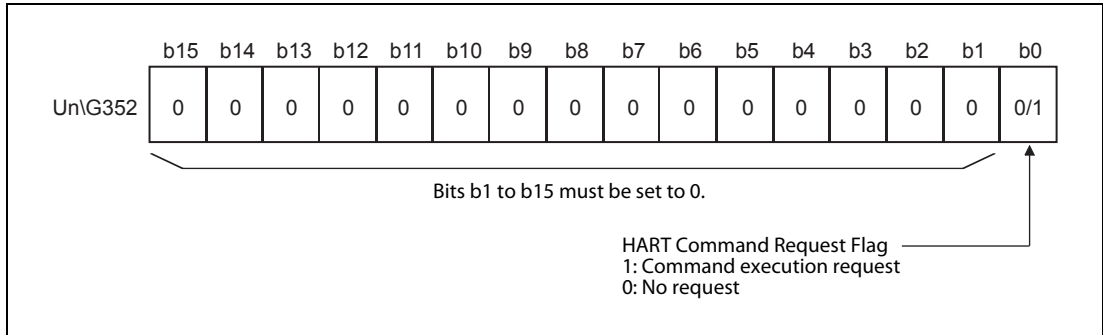 b15 b14 b13 b12 b11 b10 b9 b8 b7 b6 b5 b4 b3 b2 b1 b0
Un\G352 0 0 0 0 0 0 0 0 0 0 0 0 0 0 0 0/1
Bits b1 to b15 must be set to 0.
HART Command Request Flag
1: Command execution request
0: No request